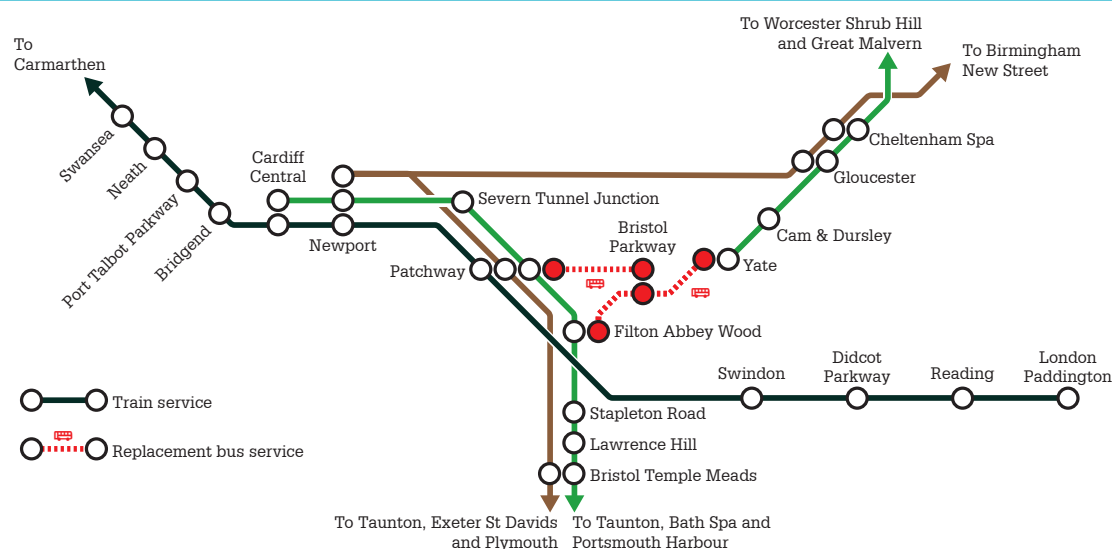 To Worcester Shrub Hill
and Great Malvern
To
Carmarthen
To Birmingham
New Street
Swansea
Neath
Port Talbot Parkway
Bridgend
Cardiff
Central
Newport
Severn Tunnel Junction
Patchway
Bristol
Parkway
Cheltenham Spa
Gloucester
Cam & Dursley
Yate
Filton Abbey Wood
Swindon
Didcot
Parkway
Reading
London
Paddington
Stapleton Road
Lawrence Hill
Bristol Temple Meads
Train service
Replacement bus service
To Taunton, Exeter St Davids
and Plymouth
To Taunton, Bath Spa and
Portsmouth Harbour